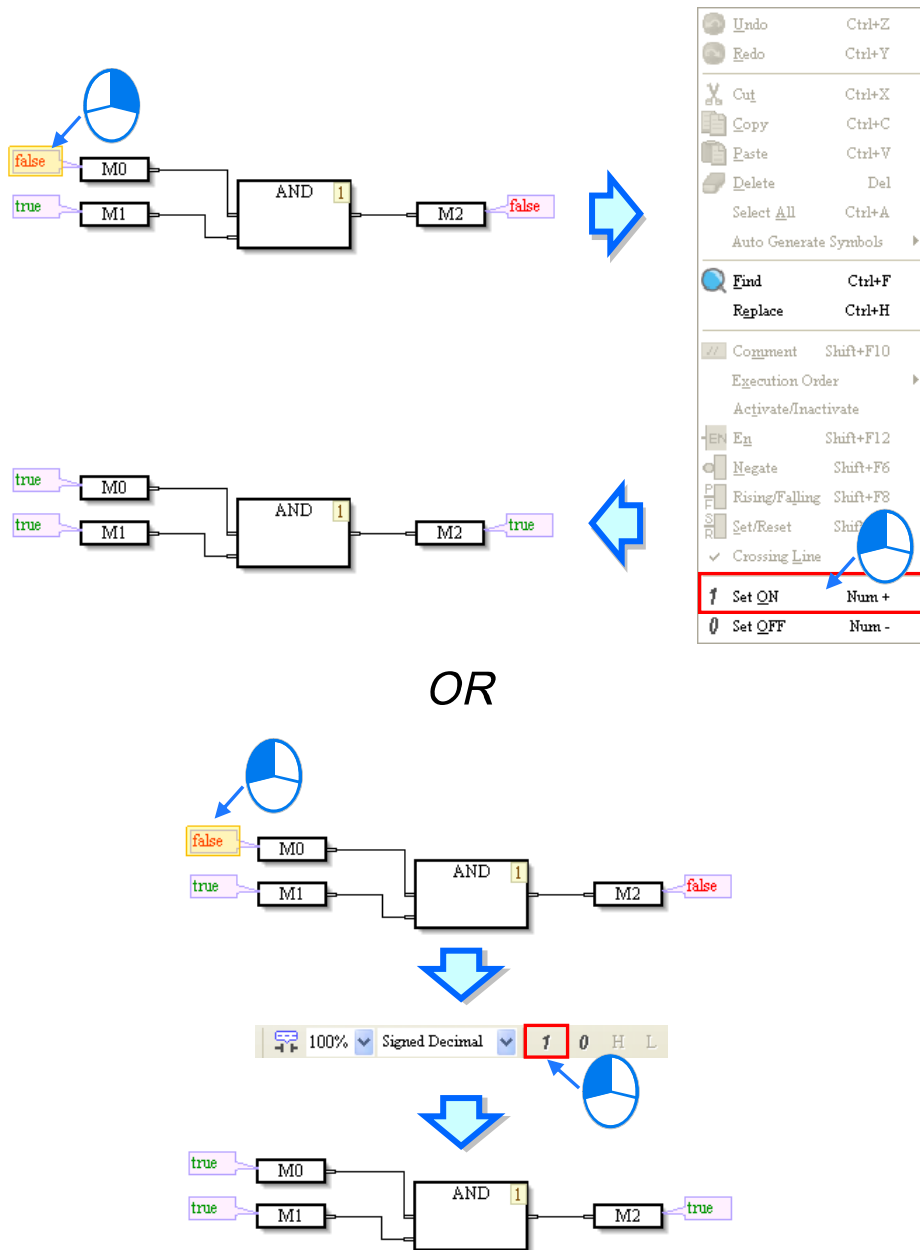 false
M0
true
M1
AND 1
M2
false
Undo Ctrl+Z
Redo Ctrl+Y
Cut Ctrl+X
Copy Ctrl+C
Paste Ctrl+V
Delete Del
Select All Ctrl+A
Auto Generate Symbols
Find Ctrl+F
Replace Ctrl+H
// Comment Shift+F10
Execution Order
Activate/Inactivate
EN En Shift+F12
Negate Shift+F6
P F Rising/Falling Shift+F8
S R Set/Reset Shif
Crossing Line
1 Set ON Num +
0 Set OFF Num -
true
M0
true
M1
AND 1
M2
true
OR
false
M0
true
M1
AND 1
M2
false
100% Signed Decimal 1 0 H L
true
M0
true
M1
AND 1
M2
true